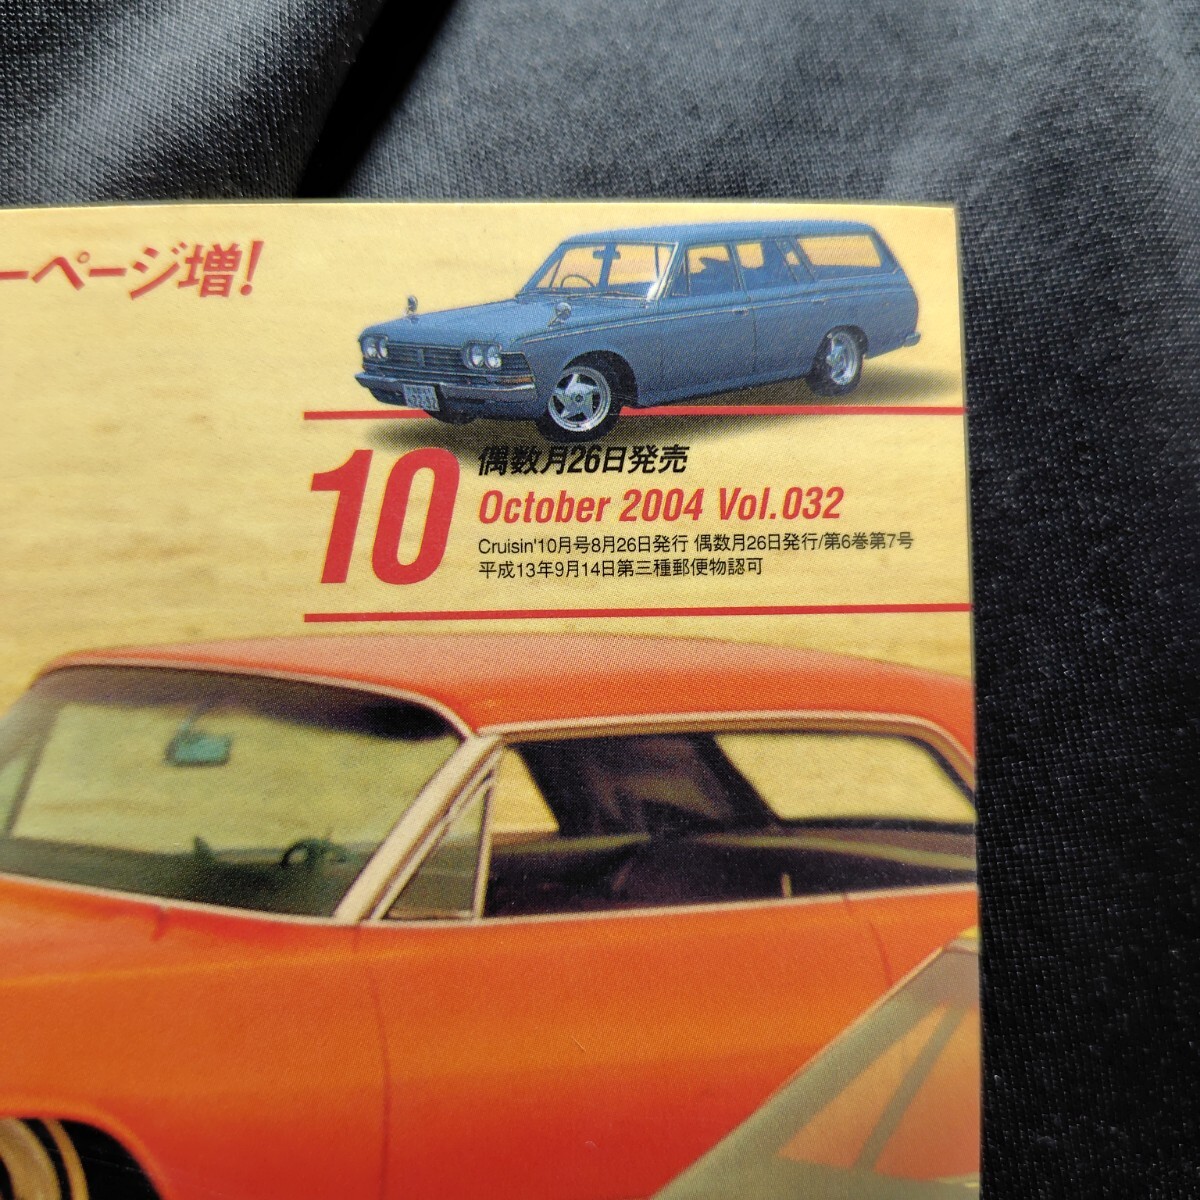 ーページ増!
10
偶数月26日発売
October 2004 Vol.032
Cruisin'10月号8月26日発行 偶数月26日発行/第6巻第7号
平成13年9月14日第三種郵便物認可